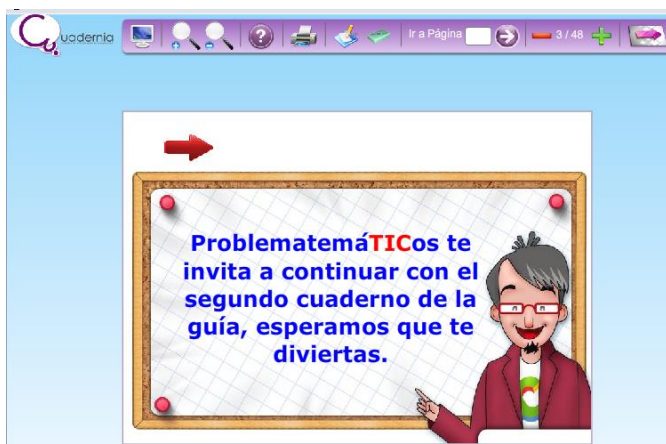 Cuadernia
Ir a Página
3 / 48
ProblematemáTICos te
invita a continuar con el
segundo cuaderno de la
guía, esperamos que te
diviertas.